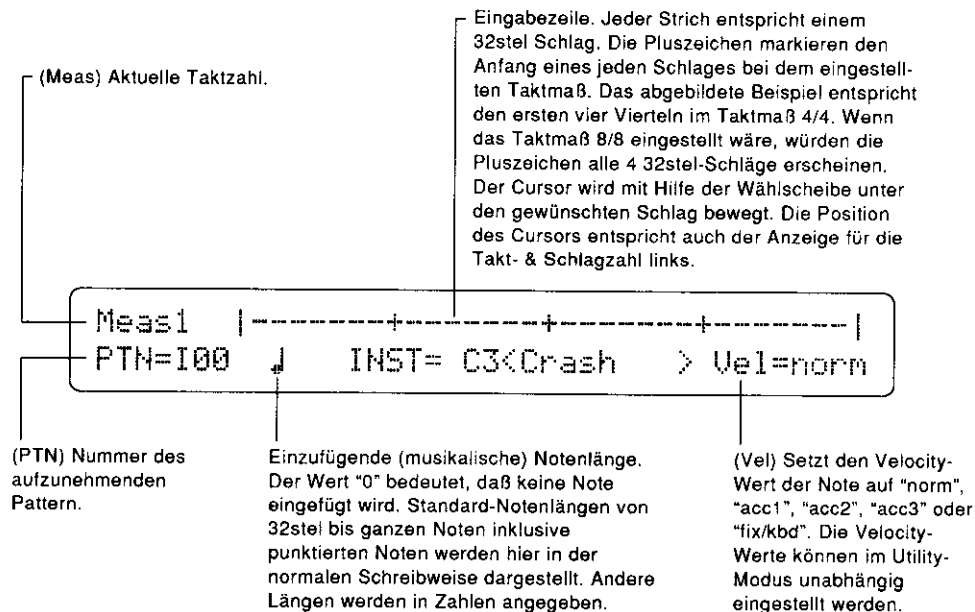 Eingabezeile. Jeder Strich entspricht einem
32stel Schlag. Die Pluszeichen markieren den
Anfang eines jeden Schlages bei dem eingestell-
ten Taktmaß. Das abgebildete Beispiel entspricht
den ersten vier Vierteln im Taktmaß 4/4. Wenn
das Taktmaß 8/8 eingestellt wäre, würden die
Pluszeichen alle 4 32stel-Schläge erscheinen.
Der Cursor wird mit Hilfe der Wählscheibe unter
den gewünschten Schlag bewegt. Die Position
des Cursors entspricht auch der Anzeige für die
Takt- & Schlagzahl links.
(Meas) Aktuelle Taktzahl.
Meas1 |--------+--------+--------+--------|
PTN=I00 ♩ INST= C3<Crash > Vel=norm
(PTN) Nummer des
aufzunehmenden
Pattern.
Einzufügende (musikalische) Notenlänge.
Der Wert “0” bedeutet, daß keine Note
eingefügt wird. Standard-Notenlängen von
32stel bis ganzen Noten inklusive
punktierten Noten werden hier in der
normalen Schreibweise dargestellt. Andere
Längen werden in Zahlen angegeben.
(Vel) Setzt den Velocity-
Wert der Note auf “norm”,
“acc1”, “acc2”, “acc3” oder
“fix/kbd”. Die Velocity-
Werte können im Utility-
Modus unabhängig
eingestellt werden.